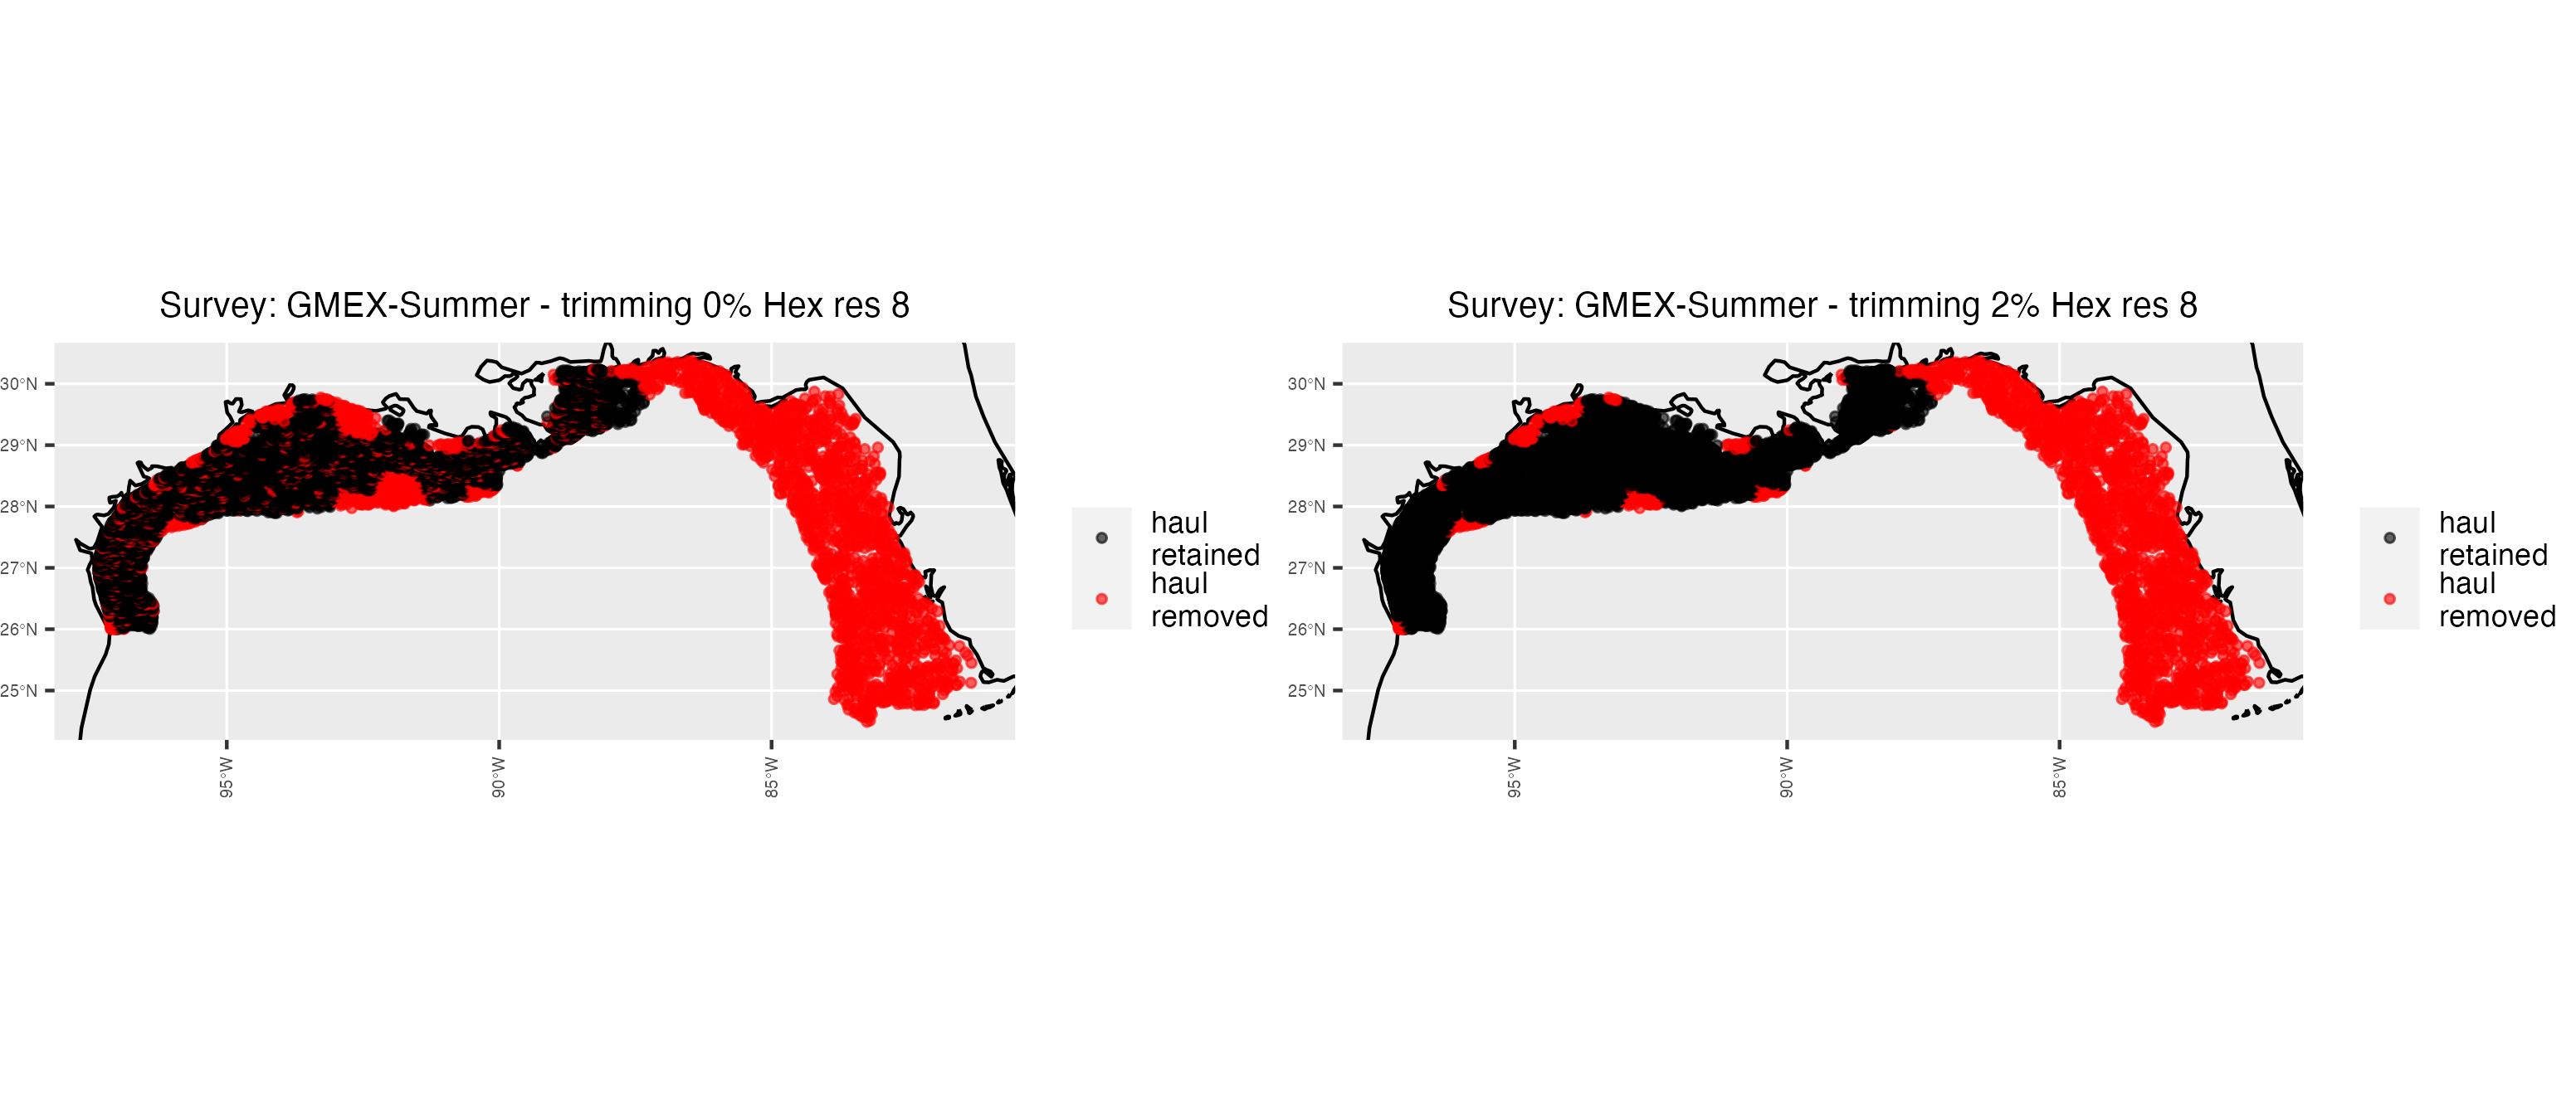 Survey: GMEX-Summer - trimming 0% Hex res 8
30°N
29°N
28°N
27°N
26°N
25°N
95°W
90°W
85°W
haul
retained
haul
removed
Survey: GMEX-Summer - trimming 2% Hex res 8
30°N
29°N
28°N
27°N
26°N
25°N
95°W
90°W
85°W
haul
retained
haul
removed